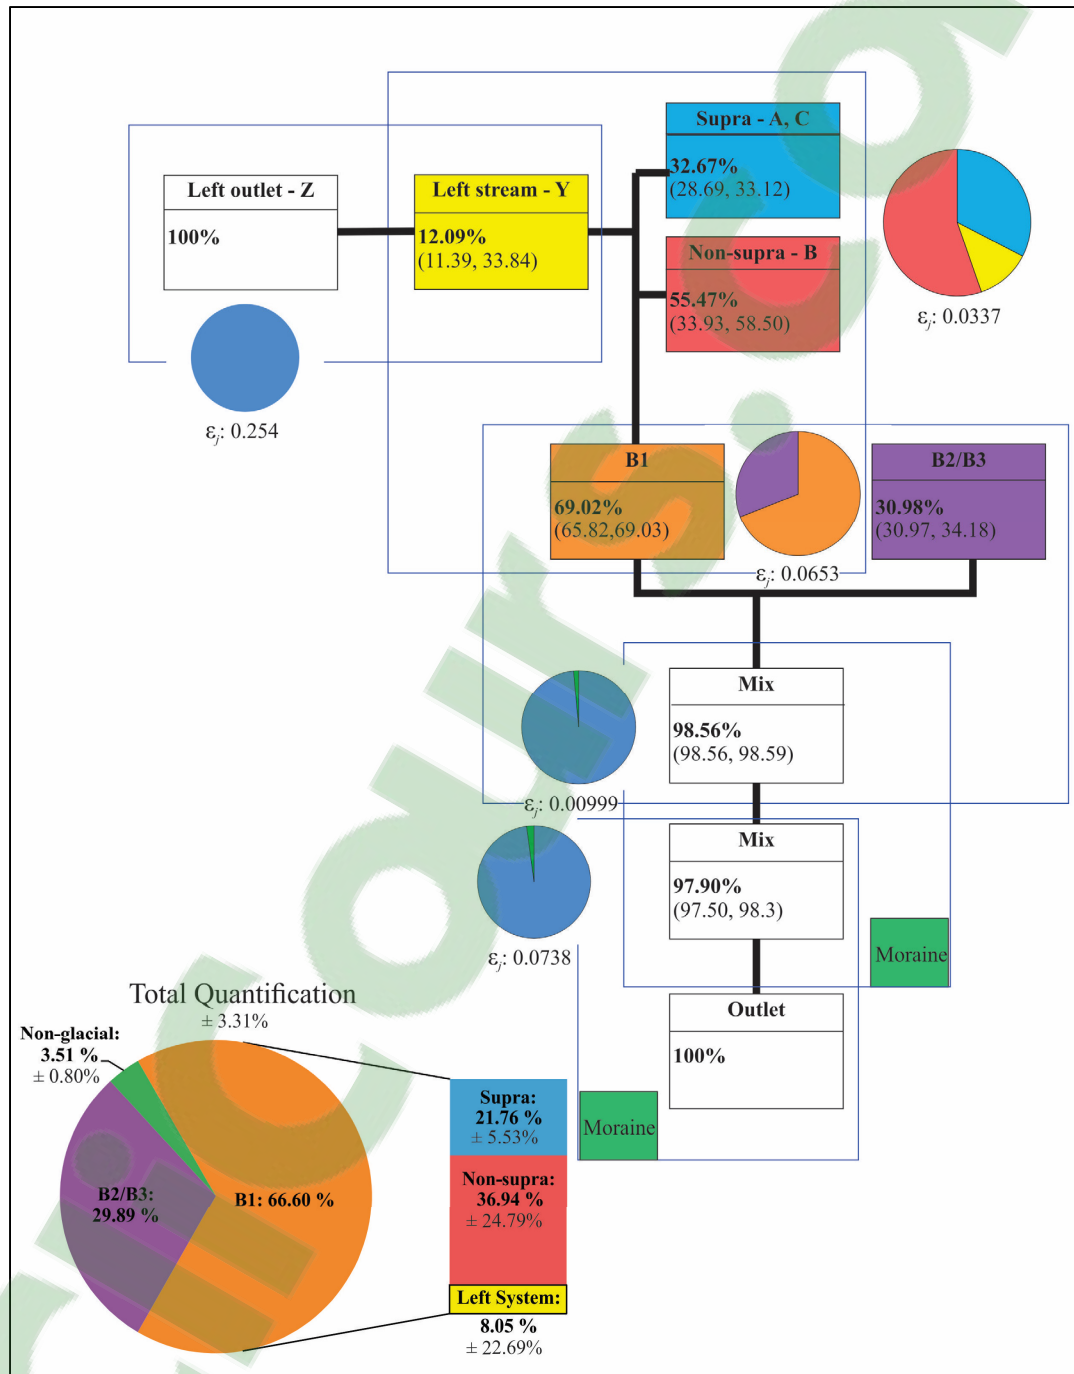 Supra - A, C
32.67%
(28.69, 33.12)
Left outlet - Z
100%
Left stream - Y
12.09%
(11.39, 33.84)
Non-supra - B
55.47%
(33.93, 58.50)
εj: 0.0337
εj: 0.254
B1
69.02%
(65.82,69.03)
B2/B3
30.98%
(30.97, 34.18)
εj: 0.0653
Mix
98.56%
(98.56, 98.59)
εj: 0.00999
Mix
97.90%
(97.50, 98.3)
εj: 0.0738
Moraine
Outlet
100%
Moraine
Total Quantification
± 3.31%
Non-glacial:
3.51 %
± 0.80%
B2/B3:
29.89 %
B1: 66.60 %
Supra:
21.76 %
± 5.53%
Non-supra:
36.94 %
± 24.79%
Left System:
8.05 %
± 22.69%